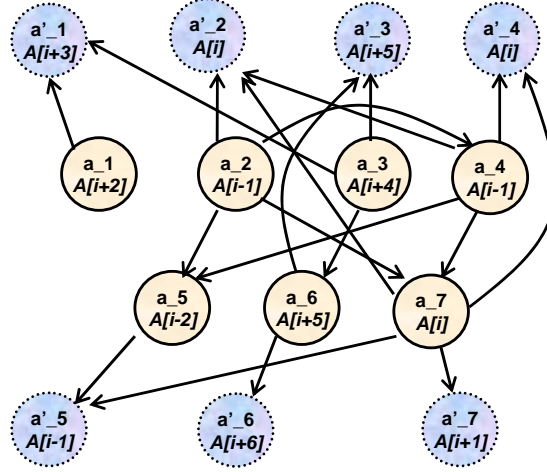 a'_1
A[i+3]
a'_2
A[i]
a'_3
A[i+5]
a'_4
A[i]
a_1
A[i+2]
a_2
A[i-1]
a_3
A[i+4]
a_4
A[i-1]
a_5
A[i-2]
a_6
A[i+5]
a_7
A[i]
a'_5
A[i-1]
a'_6
A[i+6]
a'_7
A[i+1]